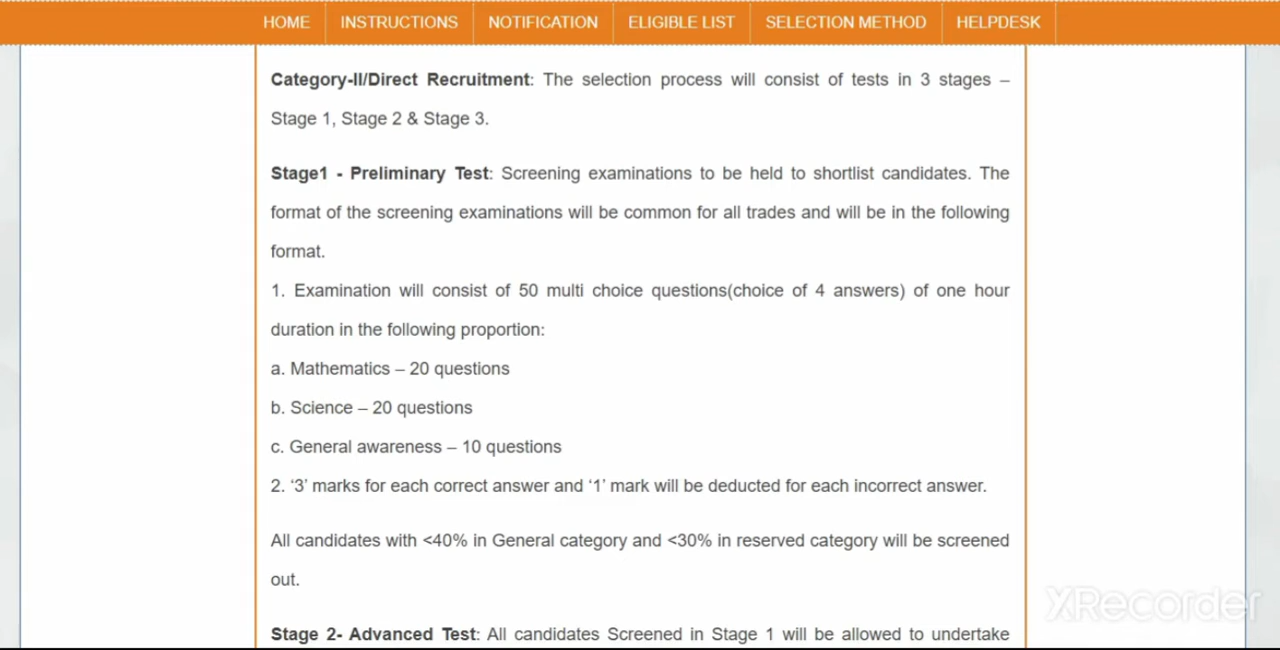 HOME INSTRUCTIONS NOTIFICATION ELIGIBLE LIST SELECTION METHOD HELPDESK
Category-II/Direct Recruitment: The selection process will consist of tests in 3 stages –
Stage 1, Stage 2 & Stage 3.
Stage1 - Preliminary Test: Screening examinations to be held to shortlist candidates. The
format of the screening examinations will be common for all trades and will be in the following
format.
1. Examination will consist of 50 multi choice questions(choice of 4 answers) of one hour
duration in the following proportion:
a. Mathematics – 20 questions
b. Science – 20 questions
c. General awareness – 10 questions
2. ‘3’ marks for each correct answer and ‘1’ mark will be deducted for each incorrect answer.
All candidates with <40% in General category and <30% in reserved category will be screened
out.
XRecorder
Stage 2- Advanced Test: All candidates Screened in Stage 1 will be allowed to undertake